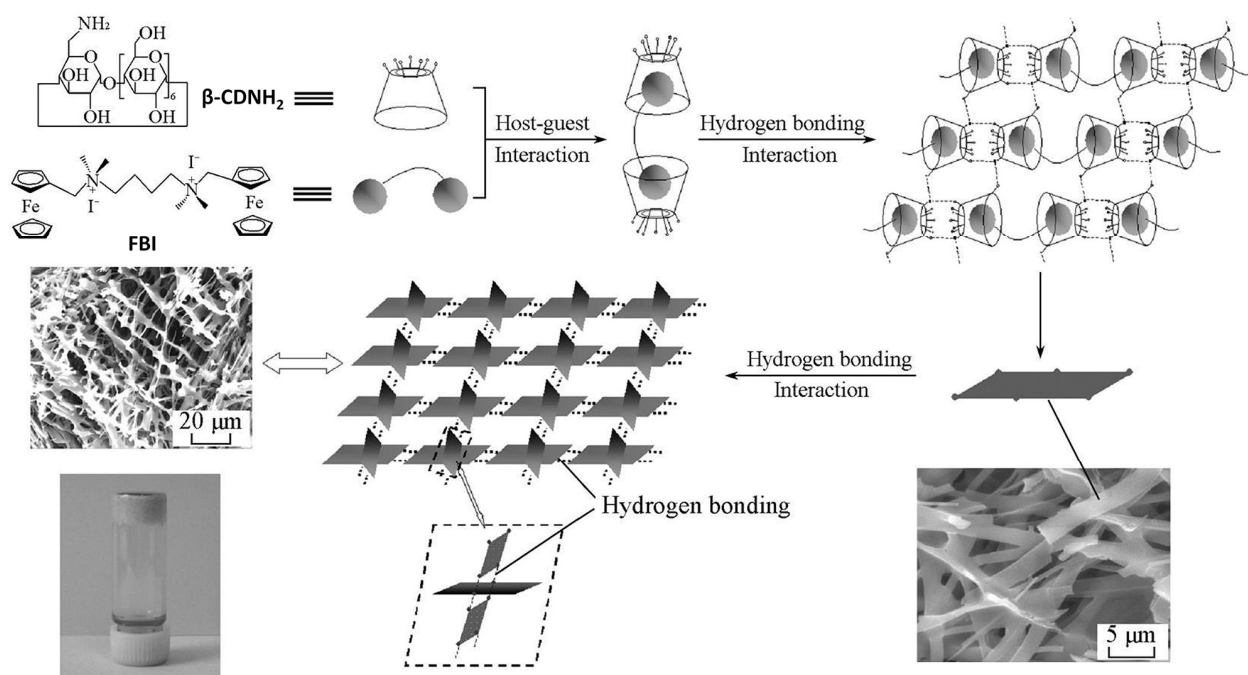 NH₂ OH
O O
OH OH
O 6
OH OH
β-CDNH₂
Host-guest
Interaction
Hydrogen bonding
Interaction
I⁻
Fe N⁺ N⁺ Fe
I⁻
FBI
20 μm
Hydrogen bonding
Interaction
Hydrogen bonding
5 μm